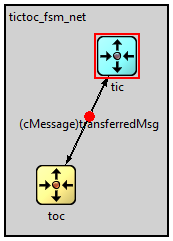 tictoc_fsm_net
tic
(cMessage)transferredMsg
toc